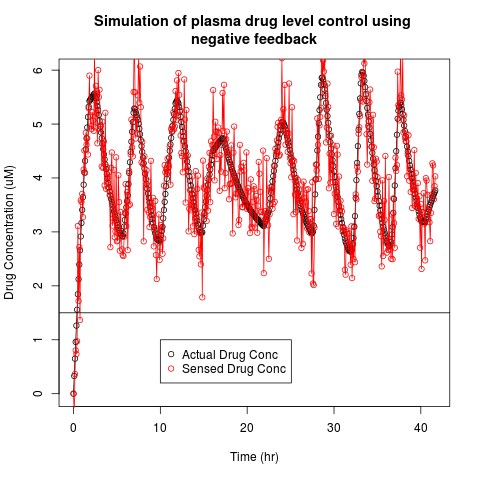 Simulation of plasma drug level control using
negative feedback
Drug Concentration (uM)
6
5
4
3
2
1
0
Actual Drug Conc
Sensed Drug Conc
0 10 20 30 40
Time (hr)